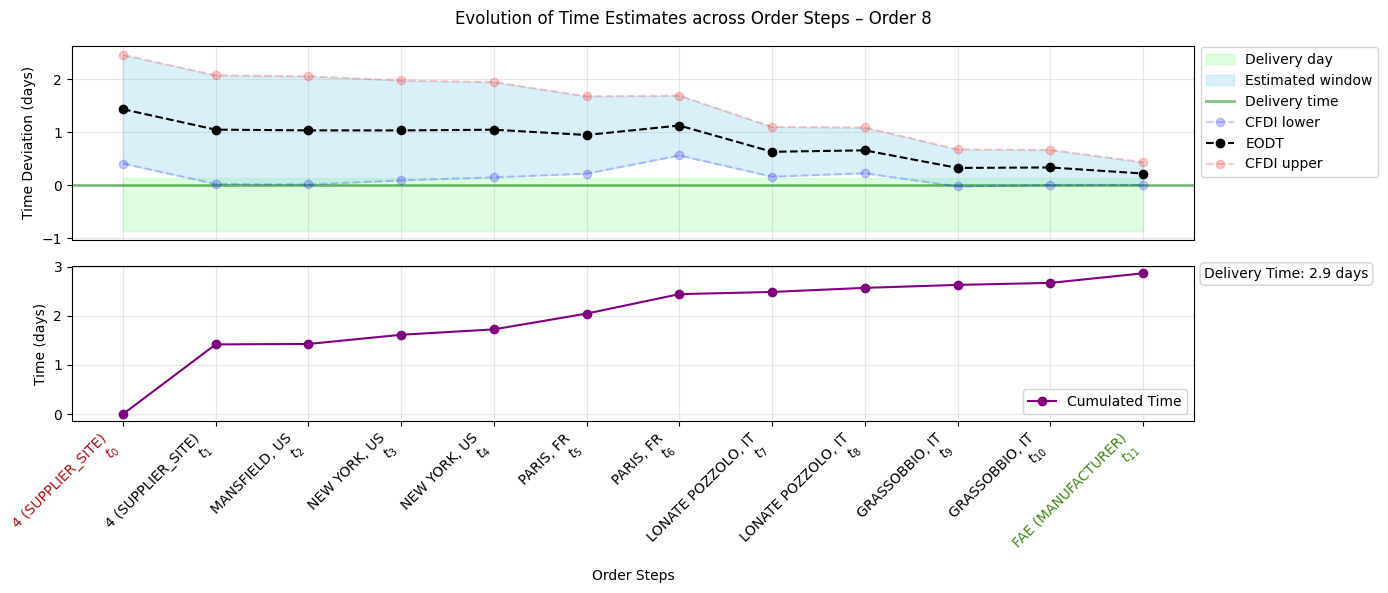 Evolution of Time Estimates across Order Steps – Order 8
Time Deviation (days)
2
1
0
−1
Delivery day
Estimated window
Delivery time
CFDI lower
EODT
CFDI upper
Time (days)
3
2
1
0
Delivery Time: 2.9 days
Cumulated Time
4 (SUPPLIER_SITE)
t0
4 (SUPPLIER_SITE)
t1
MANSFIELD, US
t2
NEW YORK, US
t3
NEW YORK, US
t4
PARIS, FR
t5
PARIS, FR
t6
LONATE POZZOLO, IT
t7
LONATE POZZOLO, IT
t8
GRASSOBBIO, IT
t9
GRASSOBBIO, IT
t10
FAE (MANUFACTURER)
t11
Order Steps